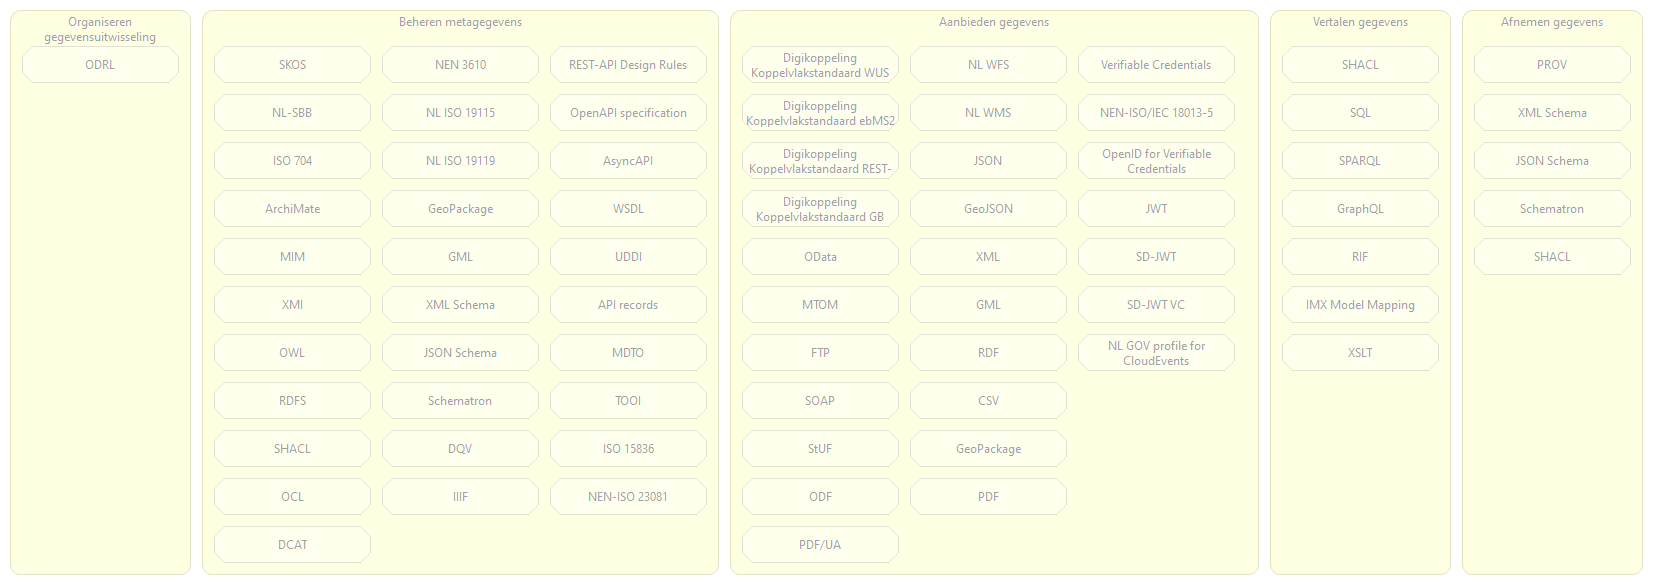 Organiseren
gegevensuitwisseling
ODRL
Beheren metagegevens
SKOS
NL-SBB
ISO 704
ArchiMate
MIM
XMI
OWL
RDFS
SHACL
OCL
DCAT
NEN 3610
NL ISO 19115
NL ISO 19119
GeoPackage
GML
XML Schema
JSON Schema
Schematron
DQV
IIIF
REST-API Design Rules
OpenAPI specification
AsyncAPI
WSDL
UDDI
API records
MDTO
TOOI
ISO 15836
NEN-ISO 23081
Aanbieden gegevens
Digikoppeling
Koppelvlakstandaard WUS
Digikoppeling
Koppelvlakstandaard ebMS2
Digikoppeling
Koppelvlakstandaard REST-
Digikoppeling
Koppelvlakstandaard GB
OData
MTOM
FTP
SOAP
StUF
ODF
PDF/UA
NL WFS
NL WMS
JSON
GeoJSON
XML
GML
RDF
CSV
GeoPackage
PDF
Verifiable Credentials
NEN-ISO/IEC 18013-5
OpenID for Verifiable
Credentials
JWT
SD-JWT
SD-JWT VC
NL GOV profile for
CloudEvents
Vertalen gegevens
SHACL
SQL
SPARQL
GraphQL
RIF
IMX Model Mapping
XSLT
Afnemen gegevens
PROV
XML Schema
JSON Schema
Schematron
SHACL